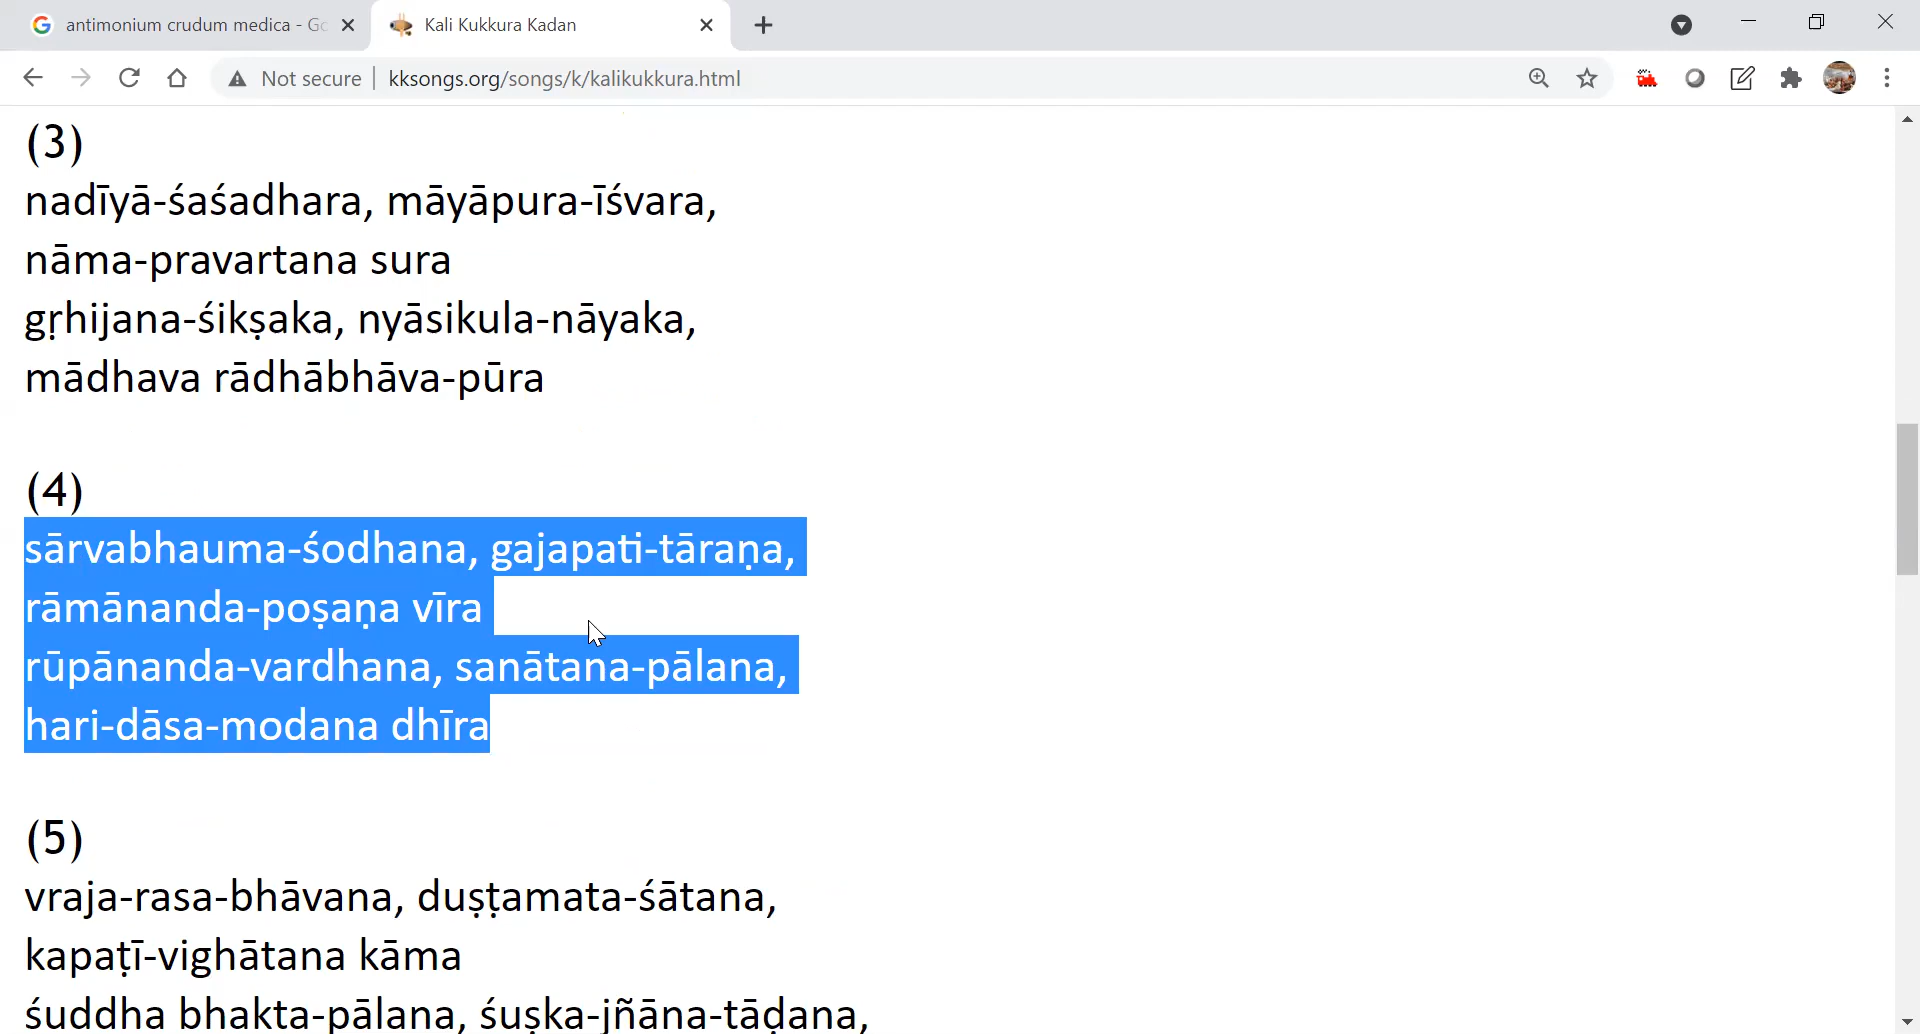 antimonium crudum medica - Go
Kali Kukkura Kadan
Not secure
kksongs.org/songs/k/kalikukkura.html
(3)
nadīyā-śaśadhara, māyāpura-īśvara,
nāma-pravartana sura
gṛhijana-śikṣaka, nyāsikula-nāyaka,
mādhava rādhābhāva-pūra
(4)
sārvabhauma-śodhana, gajapati-tāraṇa,
rāmānanda-poṣaṇa vīra
rūpānanda-vardhana, sanātana-pālana,
hari-dāsa-modana dhīra
(5)
vraja-rasa-bhāvana, duṣṭamata-śātana,
kapaṭī-vighātana kāma
śuddha bhakta-pālana, śuṣka-jñāna-tāḍana,